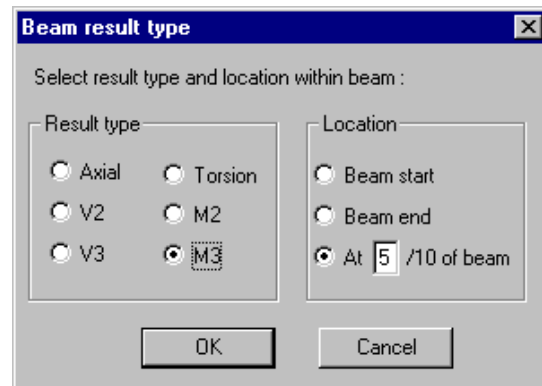 Beam result type
Select result type and location within beam :
Result type
Axial
Torsion
V2
M2
V3
M3
Location
Beam start
Beam end
At 5 /10 of beam
OK
Cancel